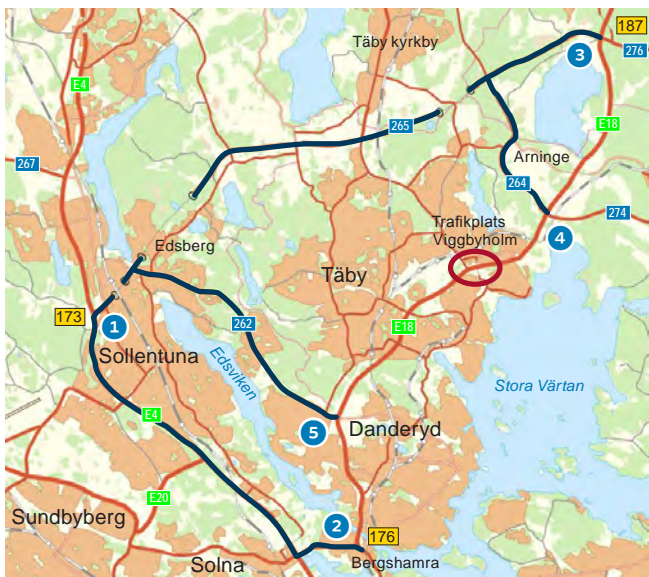 187
Täby kyrkby
3
276
E4
265
E18
267
Arninge
264
Trafikplats
Viggbyholm
274
4
Edsberg
Täby
173
1
262
E18
Sollentuna
Edsviken
Stora Värtan
E4
5
Danderyd
E20
Sundbyberg
2
176
Solna
Bergshamra